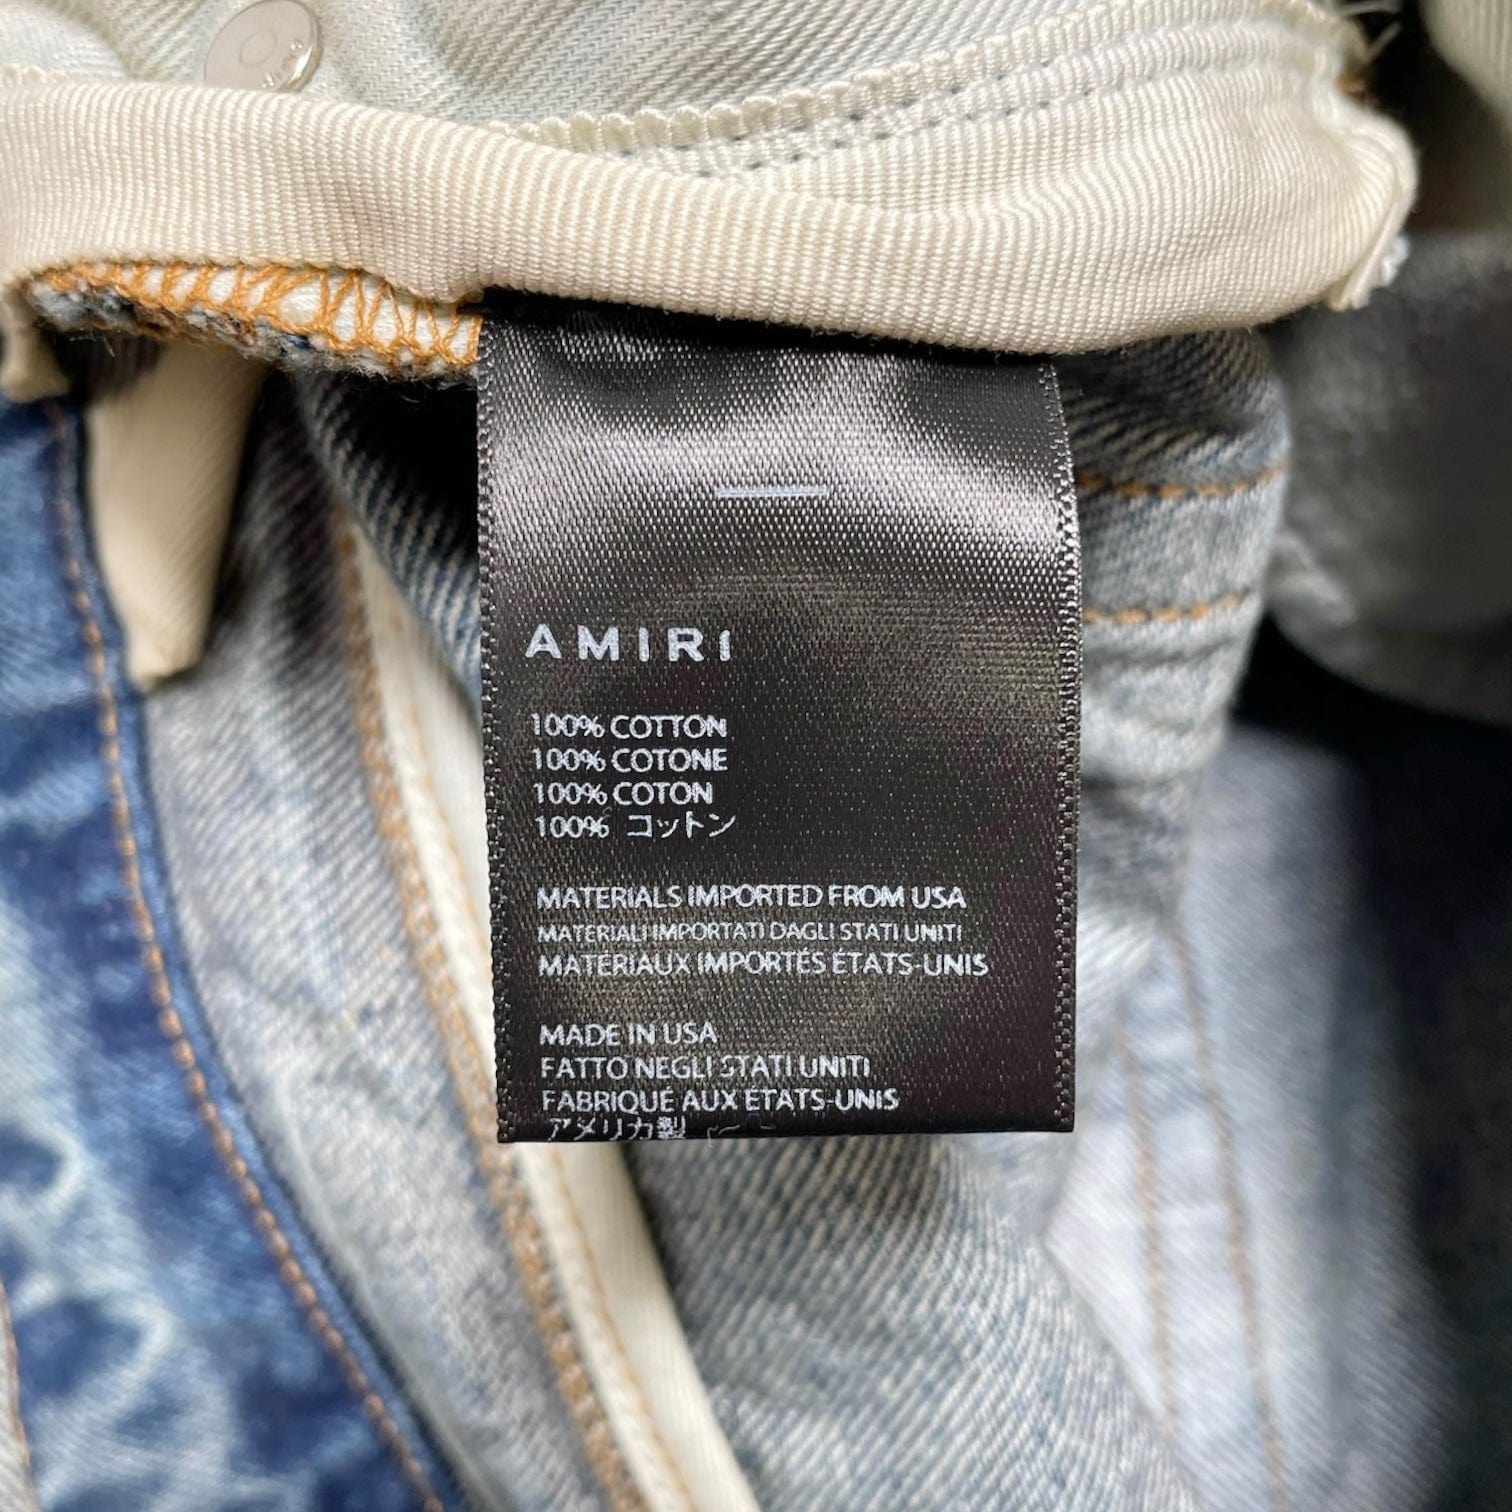 AMIRI
100% COTTON
100% COTONE
100% COTON
100% コットン
MATERIALS IMPORTED FROM USA
MATERIALI IMPORTATI DAGLI STATI UNITI
MATERIAUX IMPORTÉS ÉTATS-UNIS
MADE IN USA
FATTO NEGLI STATI UNITI
FABRIQUÉ AUX ÉTATS-UNIS
アメリカ製